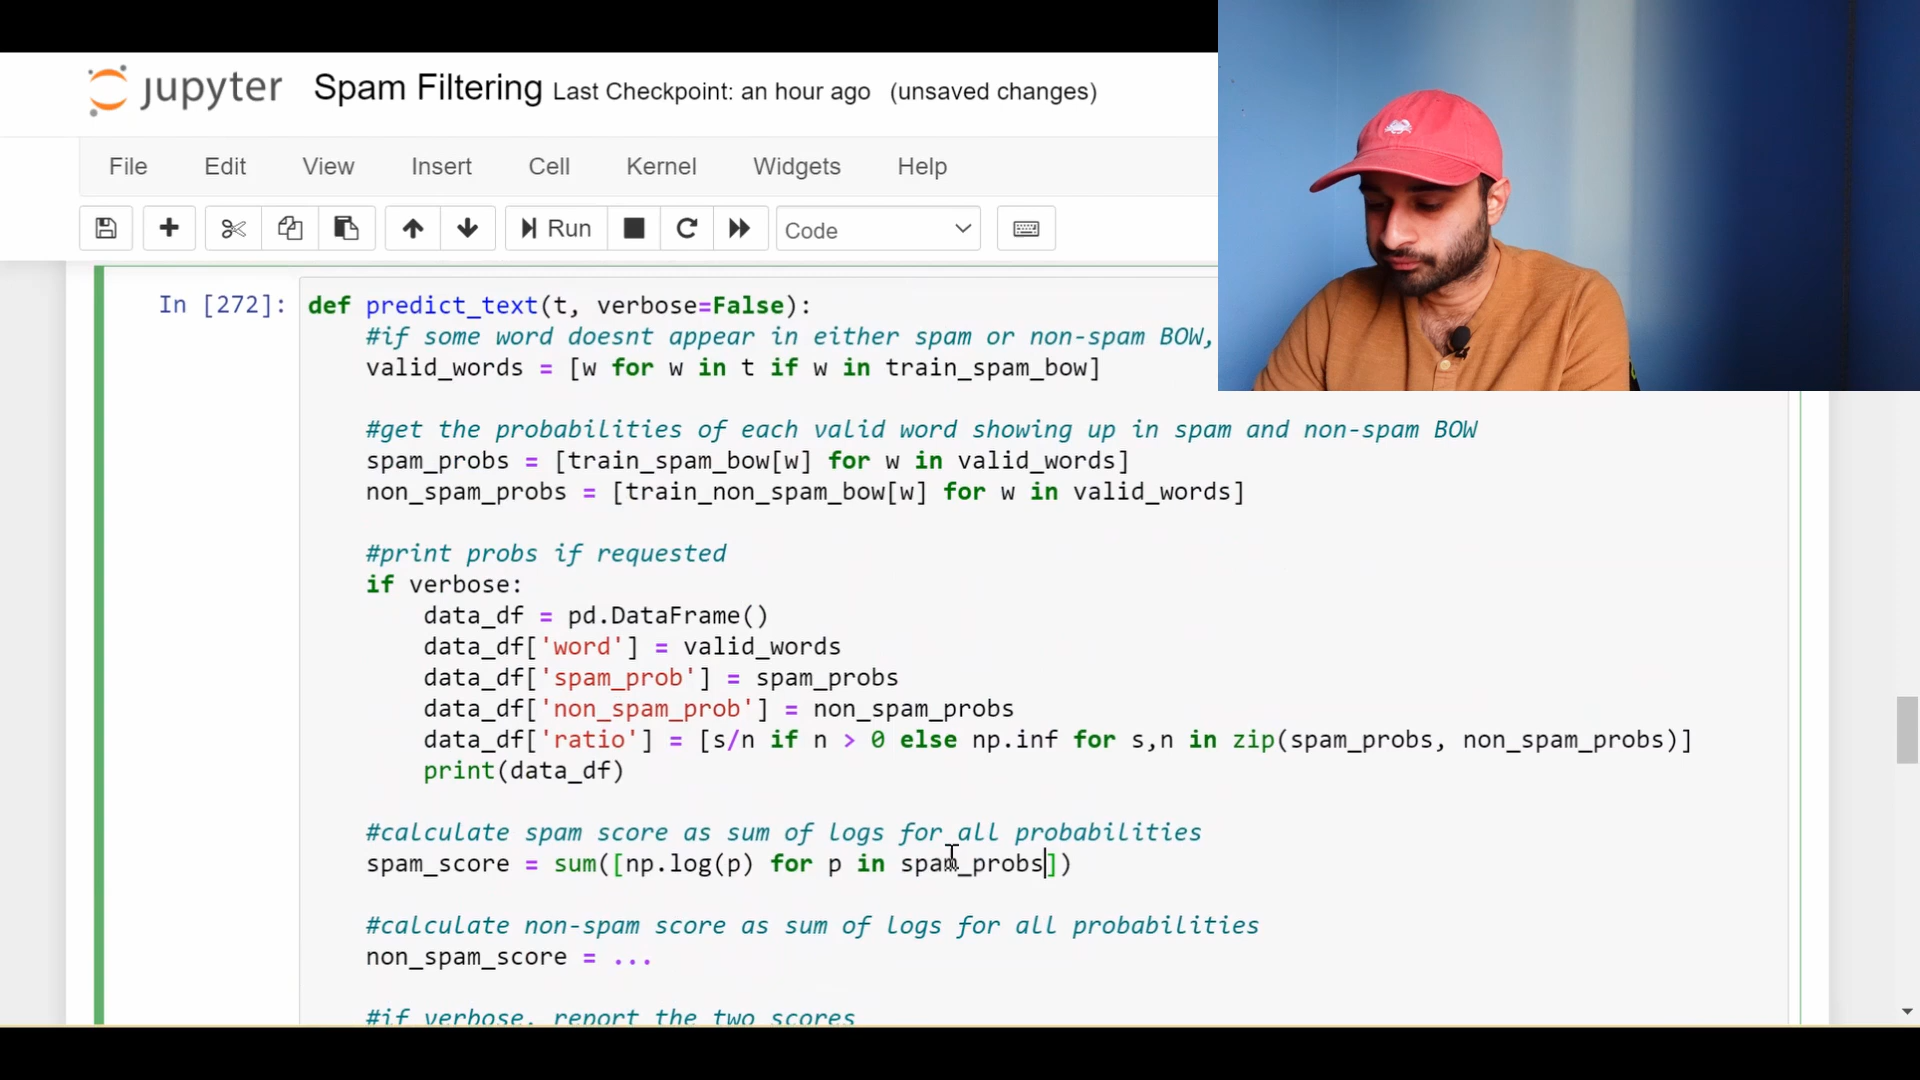 jupyter Spam Filtering Last Checkpoint: an hour ago (unsaved changes)
File Edit View Insert Cell Kernel Widgets Help
Run Code
In [272]: def predict_text(t, verbose=False):
#if some word doesnt appear in either spam or non-spam BOW,
valid_words = [w for w in t if w in train_spam_bow]
#get the probabilities of each valid word showing up in spam and non-spam BOW
spam_probs = [train_spam_bow[w] for w in valid_words]
non_spam_probs = [train_non_spam_bow[w] for w in valid_words]
#print probs if requested
if verbose:
data_df = pd.DataFrame()
data_df['word'] = valid_words
data_df['spam_prob'] = spam_probs
data_df['non_spam_prob'] = non_spam_probs
data_df['ratio'] = [s/n if n > 0 else np.inf for s,n in zip(spam_probs, non_spam_probs)]
print(data_df)
#calculate spam score as sum of logs for all probabilities
spam_score = sum([np.log(p) for p in spam_probs])
#calculate non-spam score as sum of logs for all probabilities
non_spam_score = ...
#if verbose, report the two scores